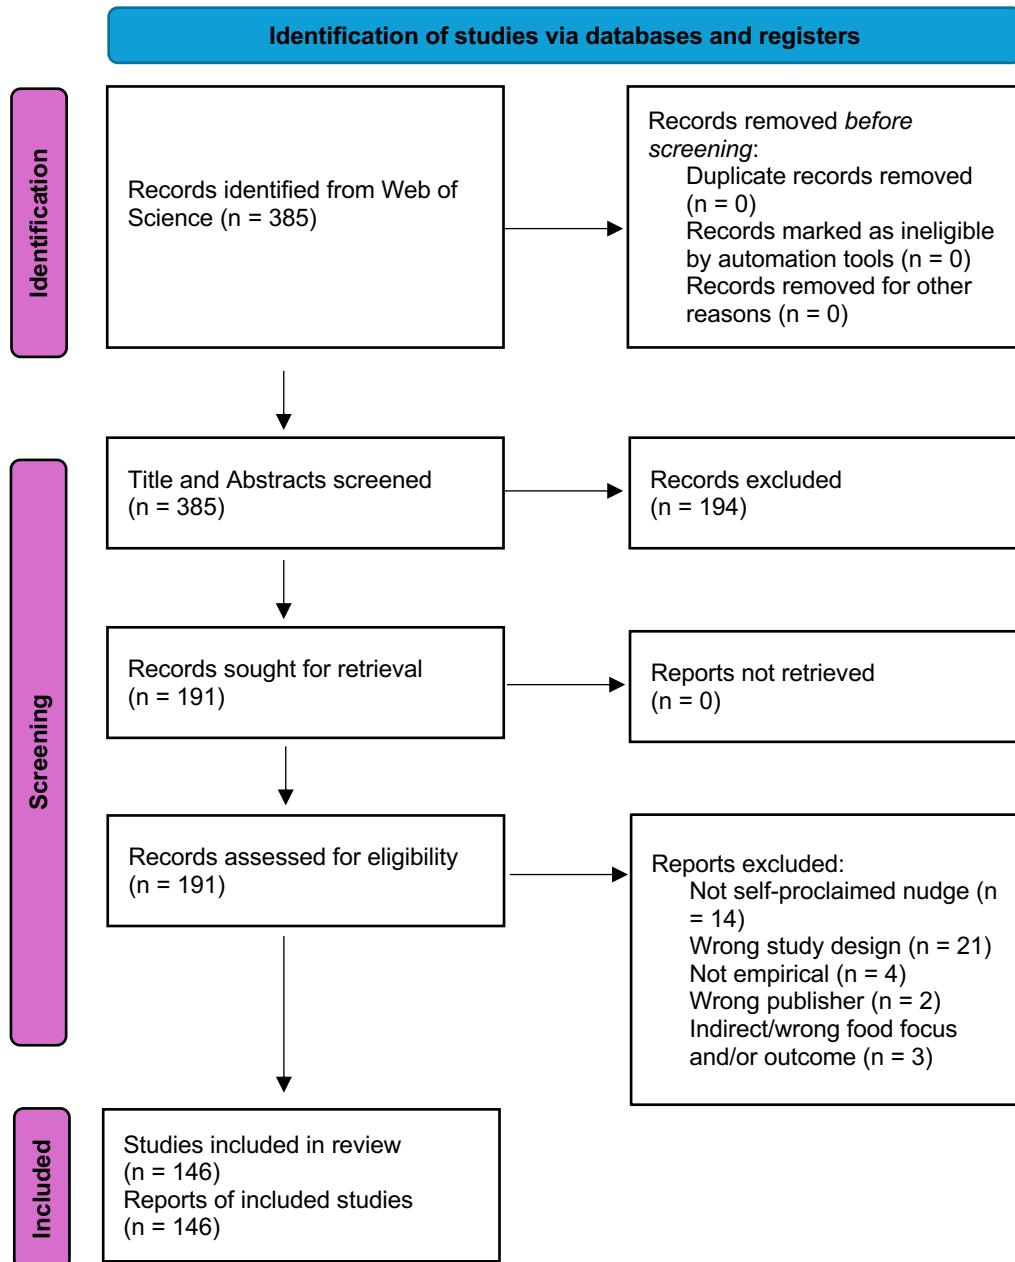 Identification of studies via databases and registers
Identification
Records identified from Web of
Science (n = 385)
Records removed before
screening:
Duplicate records removed
(n = 0)
Records marked as ineligible
by automation tools (n = 0)
Records removed for other
reasons (n = 0)
Screening
Title and Abstracts screened
(n = 385)
Records excluded
(n = 194)
Records sought for retrieval
(n = 191)
Reports not retrieved
(n = 0)
Records assessed for eligibility
(n = 191)
Reports excluded:
Not self-proclaimed nudge (n
= 14)
Wrong study design (n = 21)
Not empirical (n = 4)
Wrong publisher (n = 2)
Indirect/wrong food focus
and/or outcome (n = 3)
Included
Studies included in review
(n = 146)
Reports of included studies
(n = 146)